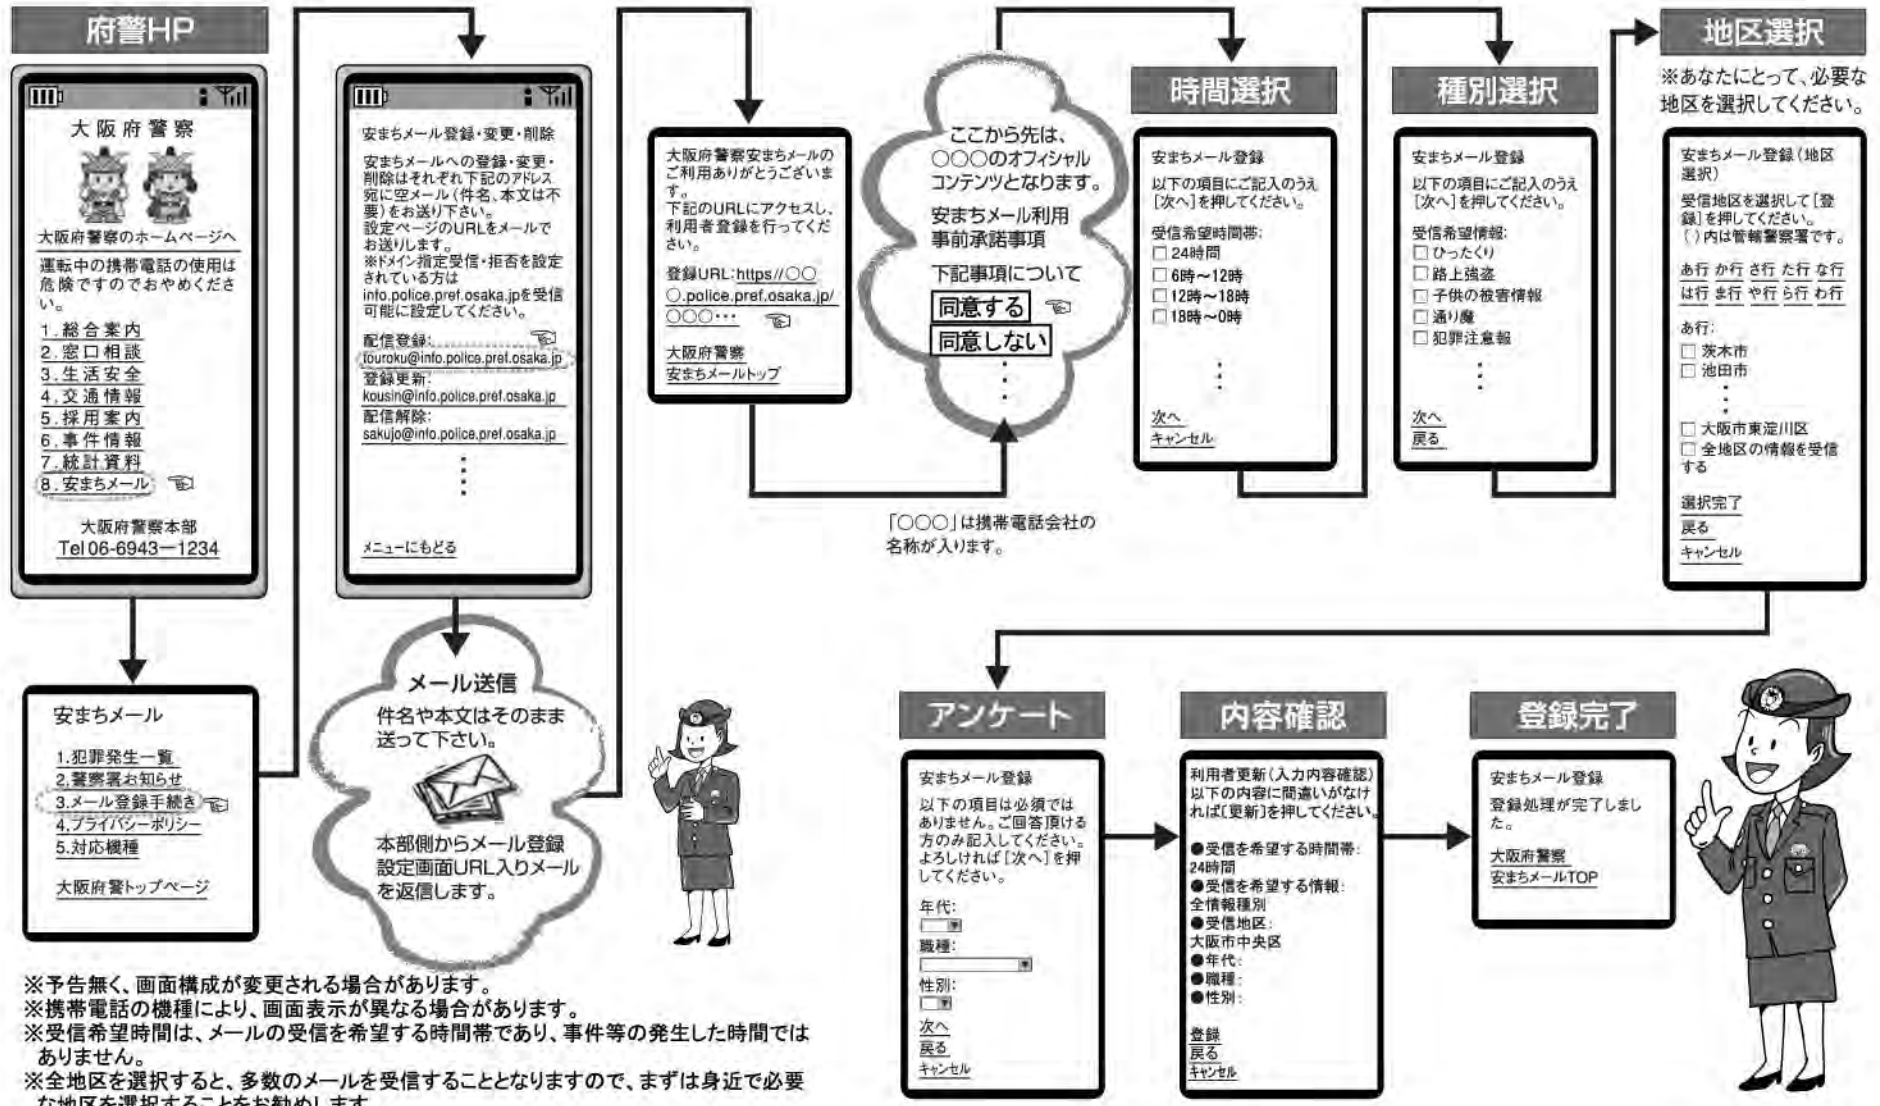 府警HP
大阪府警察
大阪府警察のホームページへ
運転中の携帯電話の使用は
危険ですのでおやめくださ
い。
1.総合案内
2.窓口相談
3.生活安全
4.交通情報
5.採用案内
6.事件情報
7.統計資料
8.安まちメール
大阪府警察本部
Tel 06-6943ー1234
安まちメール
1.犯罪発生一覧
2.警察署お知らせ
3.メール登録手続き
4.プライバシーポリシー
5.対応機種
大阪府警トップページ
安まちメール登録・変更・削除
安まちメールへの登録・変更・
削除はそれぞれ下記のアドレス
宛に空メール(件名、本文は不
要)をお送り下さい。
設定ページのURLをメールで
お送りします。
※ドメイン指定受信・拒否を設定
されている方は
info.police.pref.osaka.jpを受信
可能に設定してください。
配信登録:
touroku@info.police.pref.osaka.jp
登録更新:
kousin@info.police.pref.osaka.jp
配信解除:
sakujo@info.police.pref.osaka.jp
メニューにもどる
メール送信
件名や本文はそのまま
送って下さい。
本部側からメール登録
設定画面URL入りメール
を返信します。
大阪府警察安まちメールの
ご利用ありがとうございま
す。
下記のURLにアクセスし、
利用者登録を行ってくだ
さい。
登録URL:https//○○
○.police.pref.osaka.jp/
○○○…
大阪府警察
安まちメールトップ
ここから先は、
○○○のオフィシャル
コンテンツとなります。
安まちメール利用
事前承諾事項
下記事項について
同意する
同意しない
「○○○」は携帯電話会社の
名称が入ります。
時間選択
安まちメール登録
以下の項目にご記入のうえ
[次へ]を押してください。
受信希望時間帯:
□24時間
□6時〜12時
□12時〜18時
□18時〜0時
次へ
キャンセル
種別選択
安まちメール登録
以下の項目にご記入のうえ
[次へ]を押してください。
受信希望情報:
□ひったくり
□路上強盗
□子供の被害情報
□通り魔
□犯罪注意報
次へ
戻る
地区選択
※あなたにとって、必要な
地区を選択してください。
安まちメール登録(地区
選択)
受信地区を選択して[登
録]を押してください。
( )内は管轄警察署です。
あ行 か行 さ行 た行 な行
は行 ま行 や行 ら行 わ行
あ行:
□茨木市
□池田市
□大阪市東淀川区
□全地区の情報を受信
する
選択完了
戻る
キャンセル
アンケート
安まちメール登録
以下の項目は必須では
ありません。ご回答頂ける
方のみ記入してください。
よろしければ[次へ]を押
してください。
年代:
職種:
性別:
次へ
戻る
キャンセル
内容確認
利用者更新(入力内容確認)
以下の内容に間違いがなけ
れば[更新]を押してください。
●受信を希望する時間帯:
24時間
●受信を希望する情報:
全情報種別
●受信地区:
大阪市中央区
●年代:
●職種:
●性別:
登録
戻る
キャンセル
登録完了
安まちメール登録
登録処理が完了しまし
た。
大阪府警察
安まちメールTOP
※予告無く、画面構成が変更される場合があります。
※携帯電話の機種により、画面表示が異なる場合があります。
※受信希望時間は、メールの受信を希望する時間帯であり、事件等の発生した時間では
ありません。
※全地区を選択すると、多数のメールを受信することとなりますので、まずは身近で必要
な地区を選択することをお勧めします。